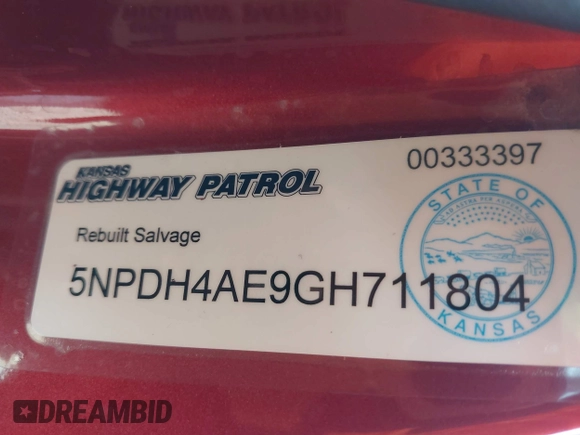 KANSAS
HIGHWAY PATROL
00333397
STATE OF
Rebuilt Salvage
5NPDH4AE9GH711804
KANSAS
DREAMBID